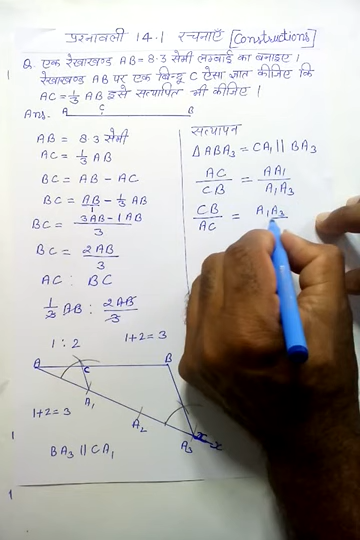 प्रश्नावली 14.1 रचनाएँ [Constructions]
Q. एक रेखाखण्ड AB = 8.3 सेमी लम्बाई का बनाइए।
रेखाखण्ड AB पर एक बिन्दू C ऐसा ज्ञात कीजिए कि
AC = 1/3 AB इसे सत्यापित भी कीजिए।
Ans. A C B
AB = 8.3 सेमी
AC = 1/3 AB
BC = AB - AC
BC = AB/1 - 1/3 AB
BC = 3AB - 1AB / 3
BC = 2AB / 3
AC : BC
1/3 AB : 2AB/3
1 : 2
1+2 = 3
A C B
A1
A2
A3
x
1+2 = 3
BA3 || CA1
सत्यापन
Δ ABA3 = CA1 || BA3
AC/CB = AA1/A1A3
CB/AC = A1A3
1
1
1